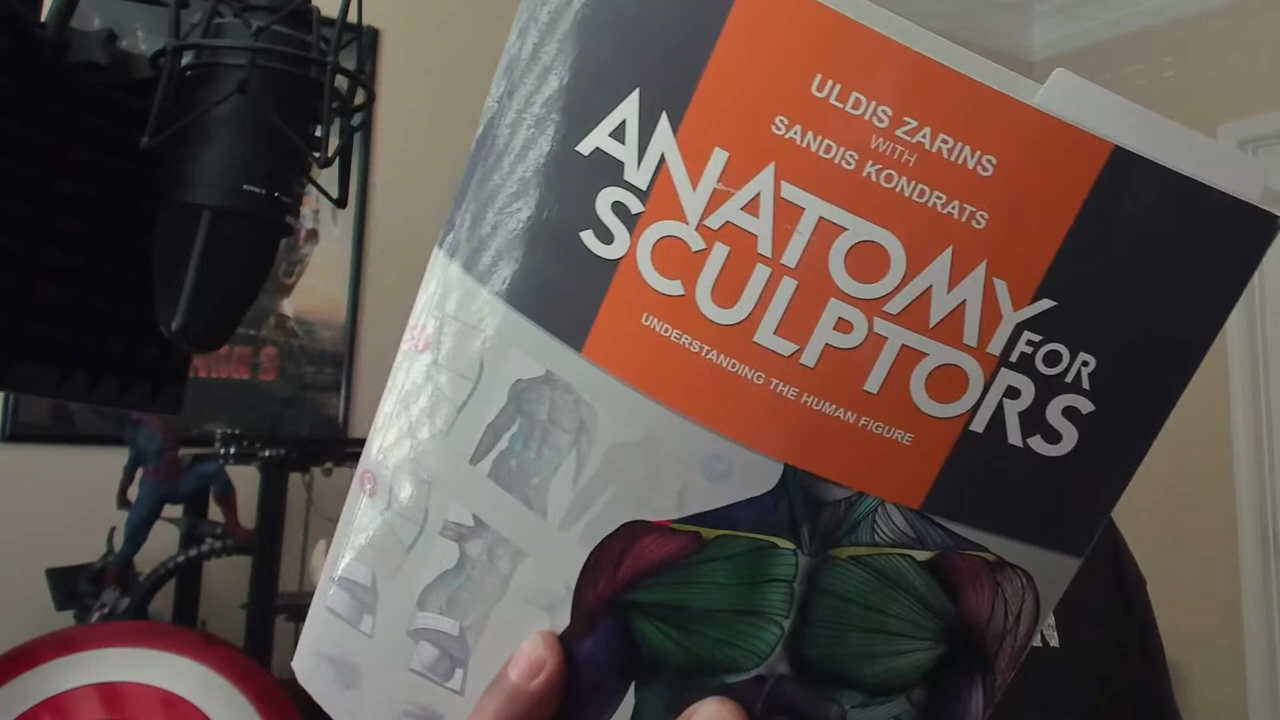 ULDIS ZARINS
WITH
SANDIS KONDRATS
ANATOMY
FOR
SCULPTORS
UNDERSTANDING THE HUMAN FIGURE